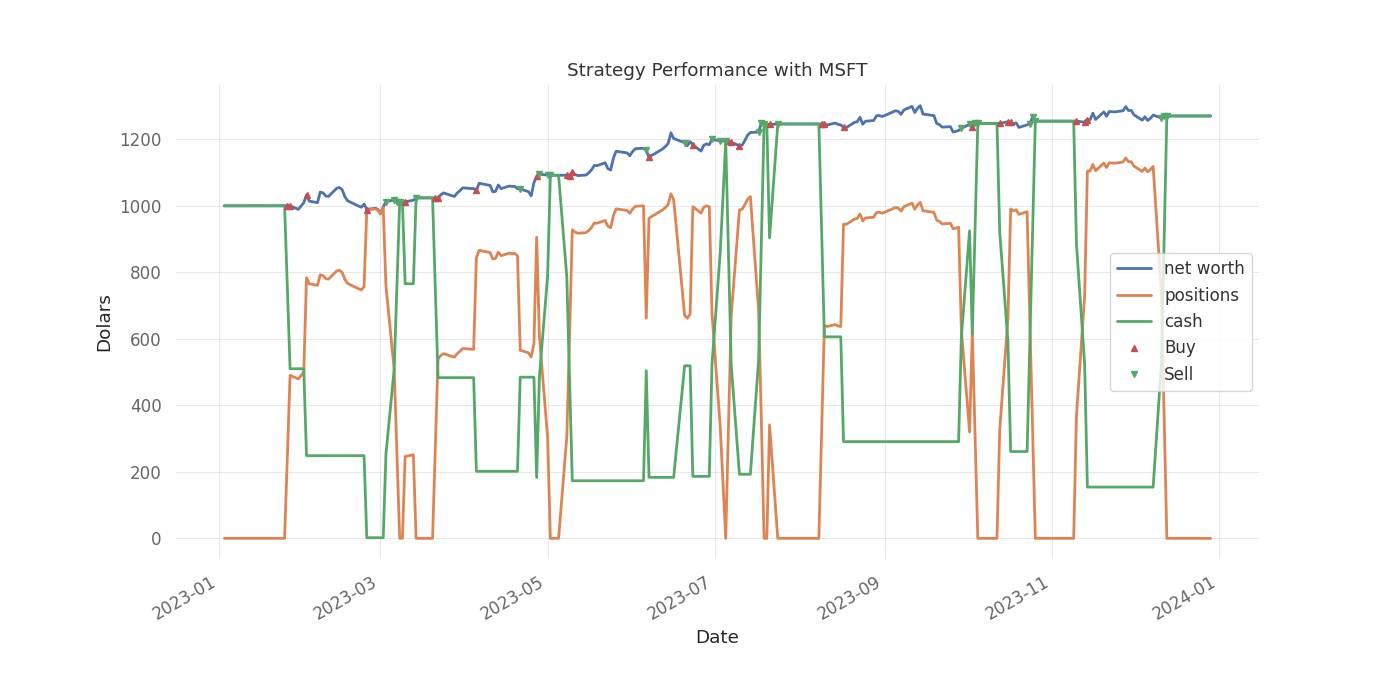 Strategy Performance with MSFT
Dolars
1200
1000
800
600
400
200
0
net worth
positions
cash
Buy
Sell
2023-01
2023-03
2023-05
2023-07
2023-09
2023-11
2024-01
Date